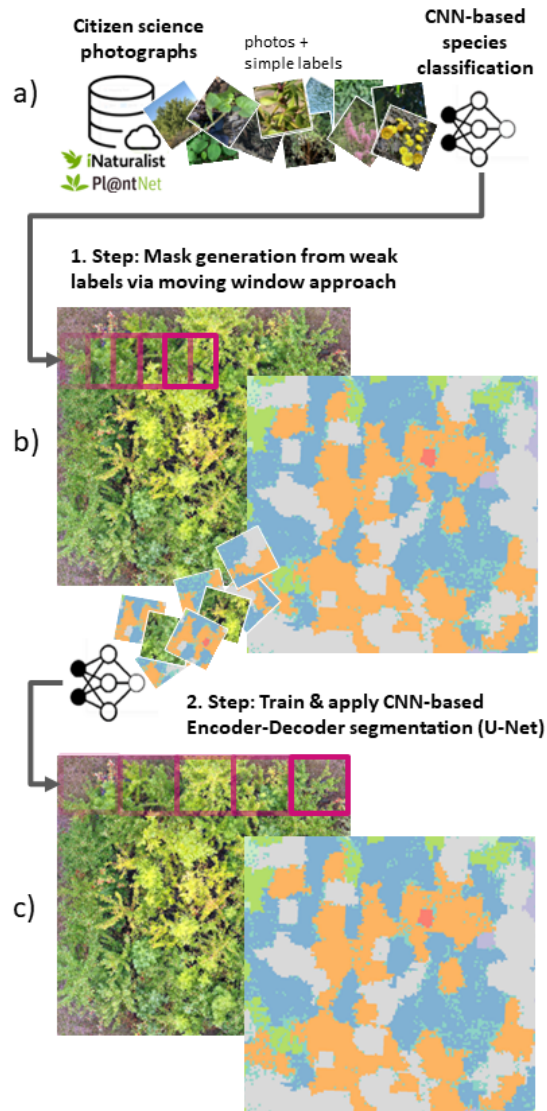 Citizen science
photographs
photos +
simple labels
CNN-based
species
classification
a)
iNaturalist
Pl@ntNet
1. Step: Mask generation from weak
labels via moving window approach
b)
2. Step: Train & apply CNN-based
Encoder-Decoder segmentation (U-Net)
c)